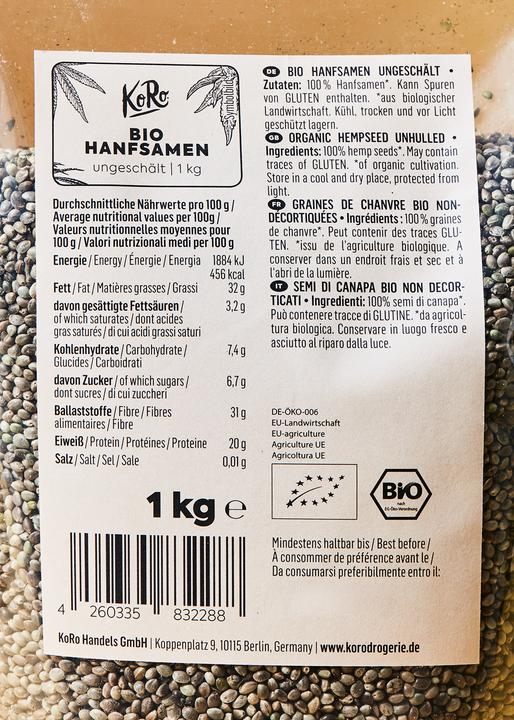 KoRo
Symbolbild
BIO
HANFSAMEN
ungeschält | 1 kg
Durchschnittliche Nährwerte pro 100 g /
Average nutritional values per 100g /
Valeurs nutritionnelles moyennes pour
100 g / Valori nutrizionali medi per 100 g
Energie / Energy / Énergie / Energia 1884 kJ
456 kcal
Fett / Fat / Matières grasses / Grassi 32 g
davon gesättigte Fettsäuren / 3,2 g
of which saturates / dont acides
gras saturés / di cui acidi grassi saturi
Kohlenhydrate / Carbohydrate / 7,4 g
Glucides / Carboidrati
davon Zucker / of which sugars / 6,7 g
dont sucres / di cui zuccheri
Ballaststoffe / Fibre / Fibres 31 g
alimentaires / Fibre
Eiweiß / Protein / Protéines / Proteine 20 g
Salz / Salt / Sel / Sale 0,01 g
1 kg e
4 260335 832288
DE BIO HANFSAMEN UNGESCHÄLT •
Zutaten: 100 % Hanfsamen*. Kann Spuren
von GLUTEN enthalten. *aus biologischer
Landwirtschaft. Kühl, trocken und vor Licht
geschützt lagern.
GB ORGANIC HEMPSEED UNHULLED •
Ingredients: 100% hemp seeds*. May contain
traces of GLUTEN. *of organic cultivation.
Store in a cool and dry place, protected from
light.
FR GRAINES DE CHANVRE BIO NON-
DÉCORTIQUÉES • Ingrédients : 100 % graines
de chanvre*. Peut contenir des traces GLU-
TEN. *issu de l'agriculture biologique. A
conserver dans un endroit frais et sec et à
l'abri de la lumière.
IT SEMI DI CANAPA BIO NON DECOR-
TICATI • Ingredienti: 100% semi di canapa*.
Può contenere tracce di GLUTINE. *da agricol-
tura biologica. Conservare in luogo fresco e
asciutto al riparo dalla luce.
DE-ÖKO-006
EU-Landwirtschaft
EU-agriculture
Agriculture UE
Agricoltura UE
Bio
nach
EG-Öko-Verordnung
Mindestens haltbar bis / Best before /
À consommer de préférence avant le /
Da consumarsi preferibilmente entro il:
KoRo Handels GmbH | Koppenplatz 9, 10115 Berlin, Germany | www.korodrogerie.de